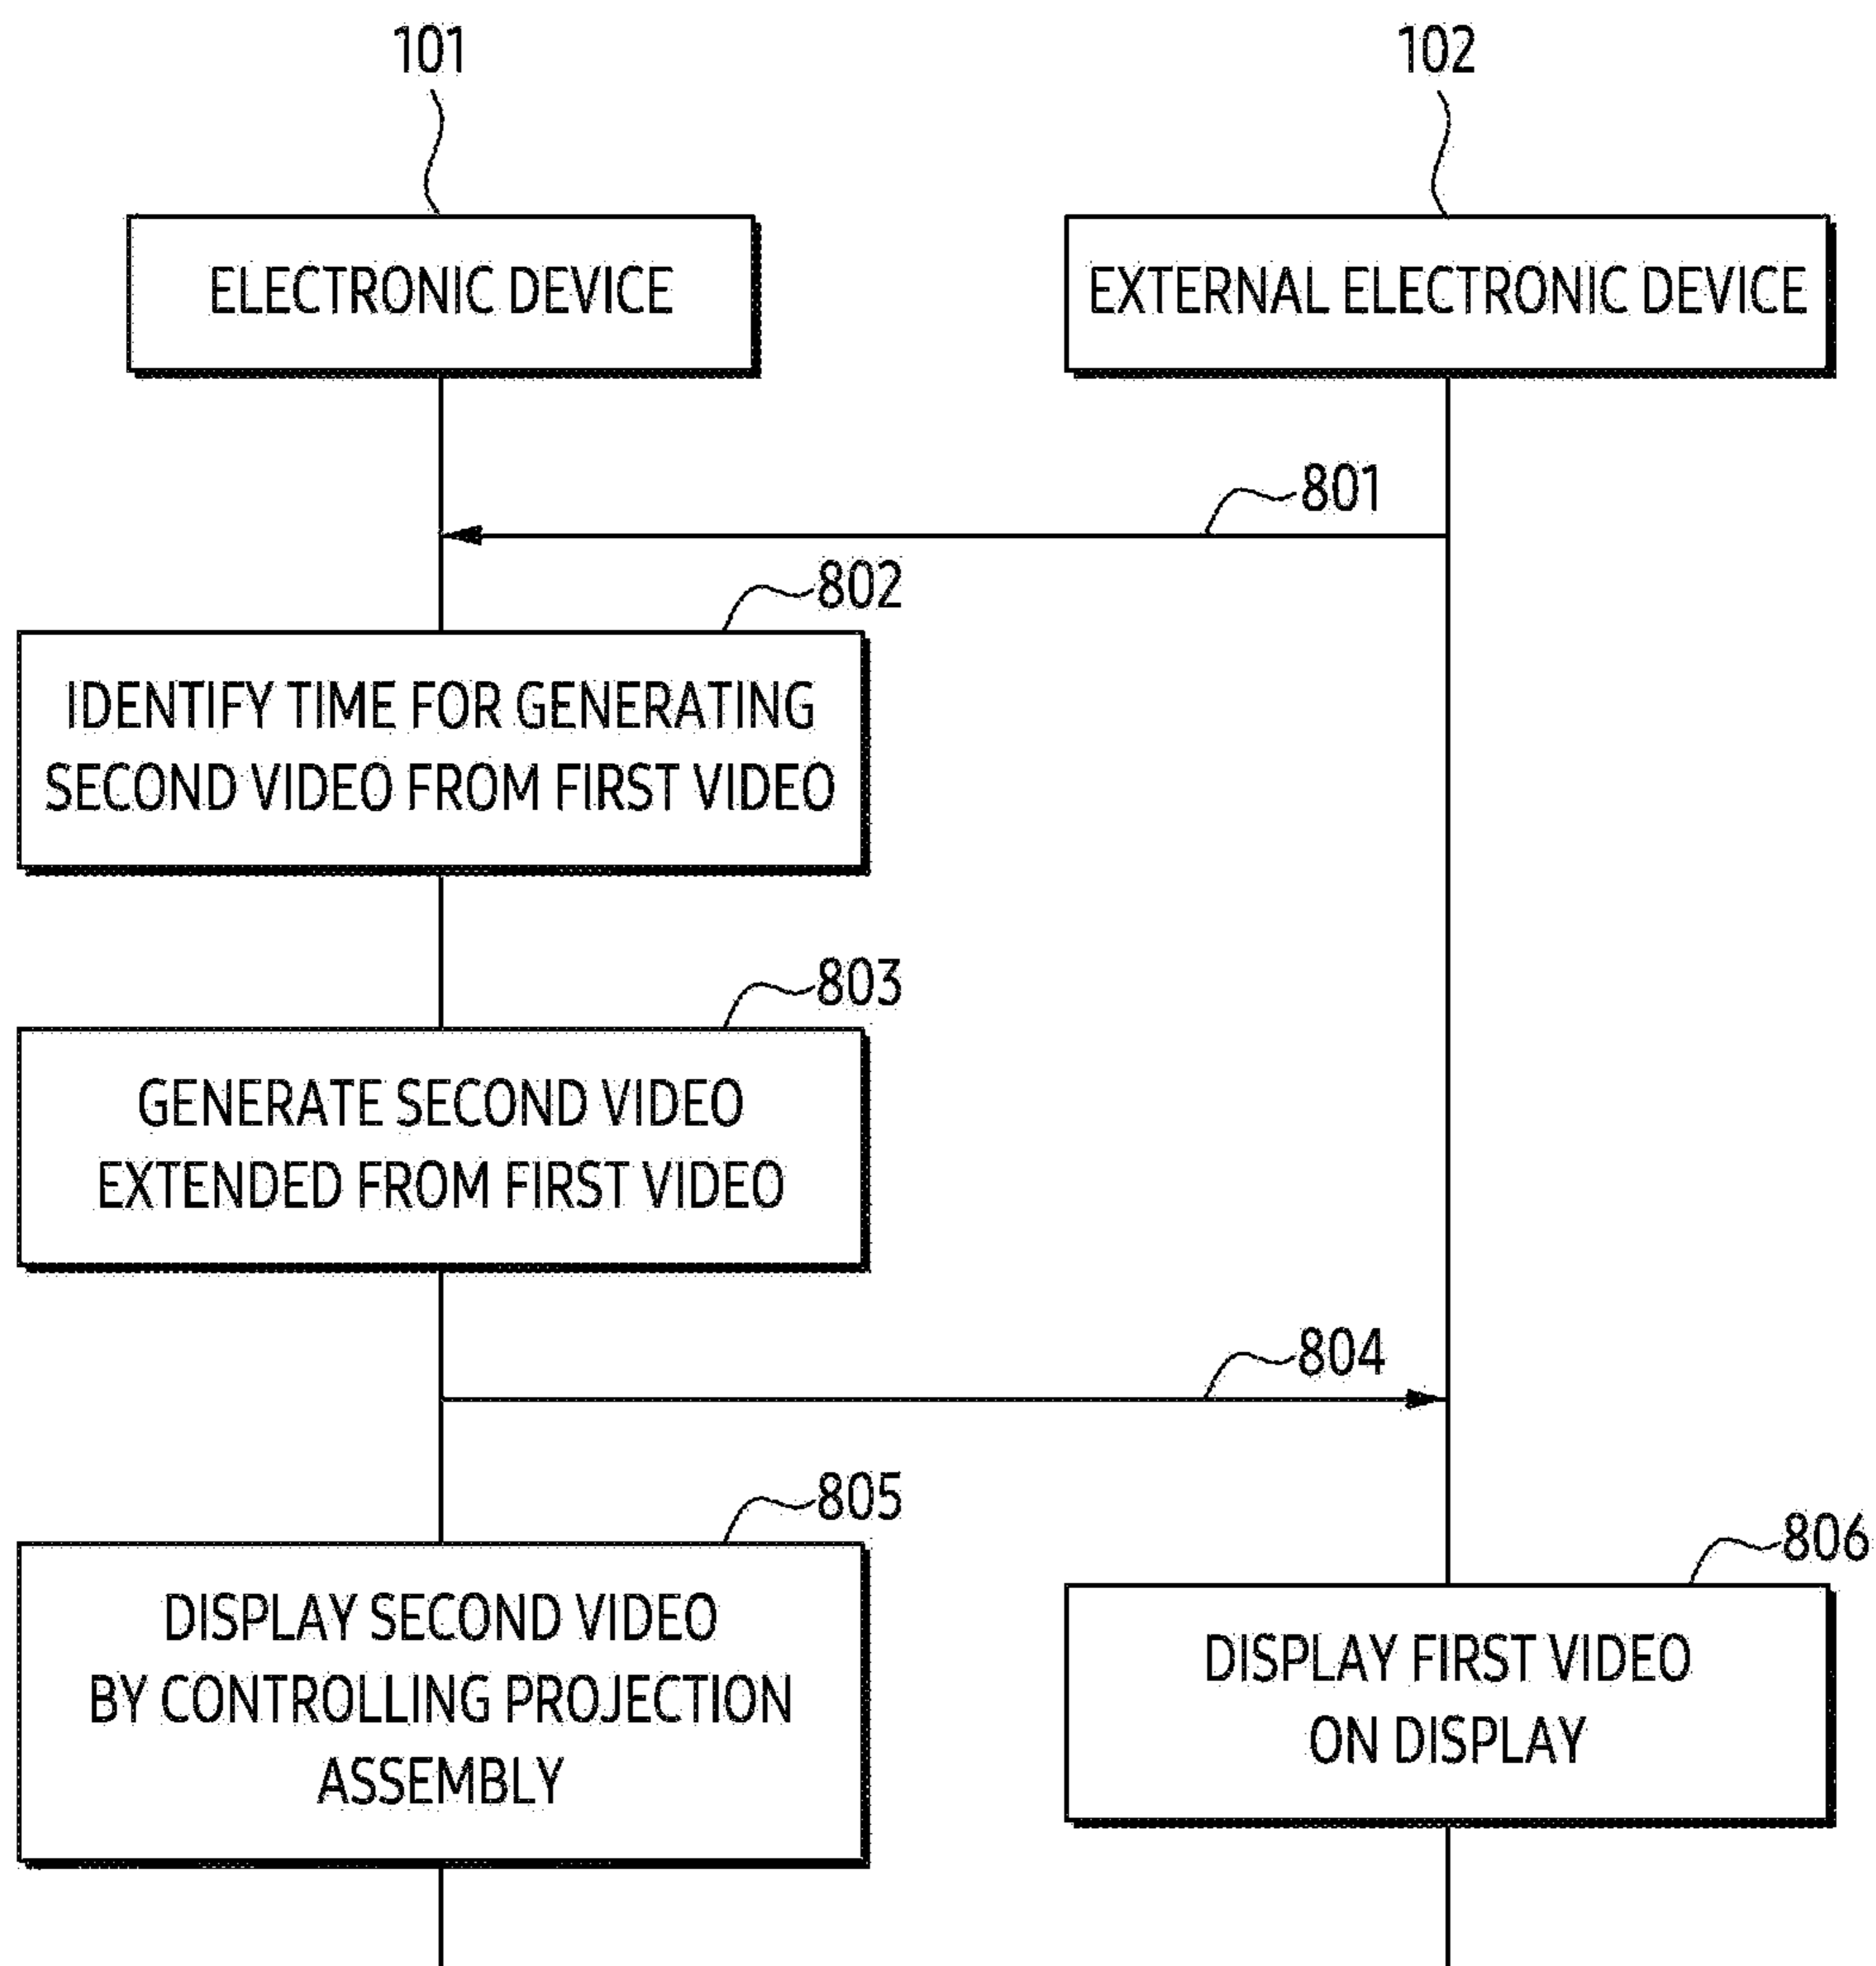 101
102
ELECTRONIC DEVICE
EXTERNAL ELECTRONIC DEVICE
801
802
IDENTIFY TIME FOR GENERATING
SECOND VIDEO FROM FIRST VIDEO
803
GENERATE SECOND VIDEO
EXTENDED FROM FIRST VIDEO
804
805
DISPLAY SECOND VIDEO
BY CONTROLLING PROJECTION
ASSEMBLY
806
DISPLAY FIRST VIDEO
ON DISPLAY